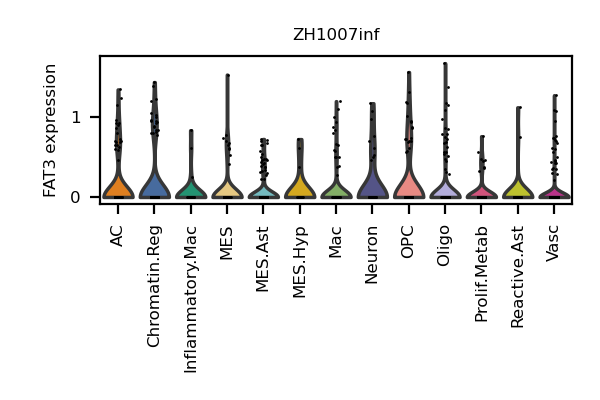 ZH1007inf
FAT3 expression
1
0
AC
Chromatin.Reg
Inflammatory.Mac
MES
MES.Ast
MES.Hyp
Mac
Neuron
OPC
Oligo
Prolif.Metab
Reactive.Ast
Vasc